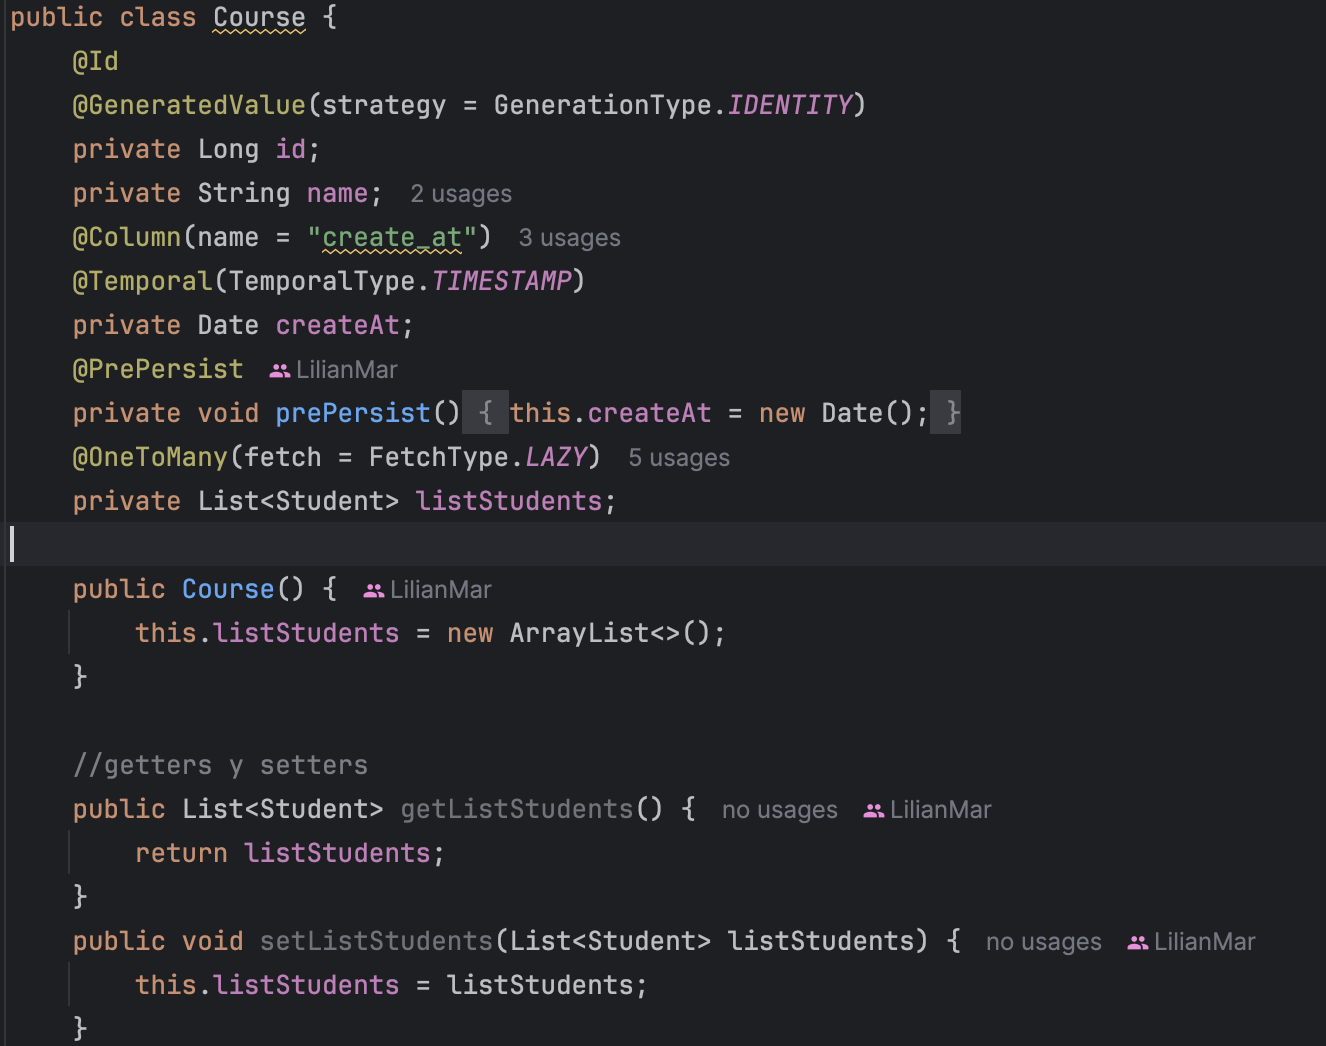 public class Course {
@Id
@GeneratedValue(strategy = GenerationType.IDENTITY)
private Long id;
private String name; 2 usages
@Column(name = "create_at") 3 usages
@Temporal(TemporalType.TIMESTAMP)
private Date createAt;
@PrePersist LilianMar
private void prePersist() { this.createAt = new Date(); }
@OneToMany(fetch = FetchType.LAZY) 5 usages
private List<Student> listStudents;
public Course() { LilianMar
this.listStudents = new ArrayList<>();
}
//getters y setters
public List<Student> getListStudents() { no usages LilianMar
return listStudents;
}
public void setListStudents(List<Student> listStudents) { no usages LilianMar
this.listStudents = listStudents;
}